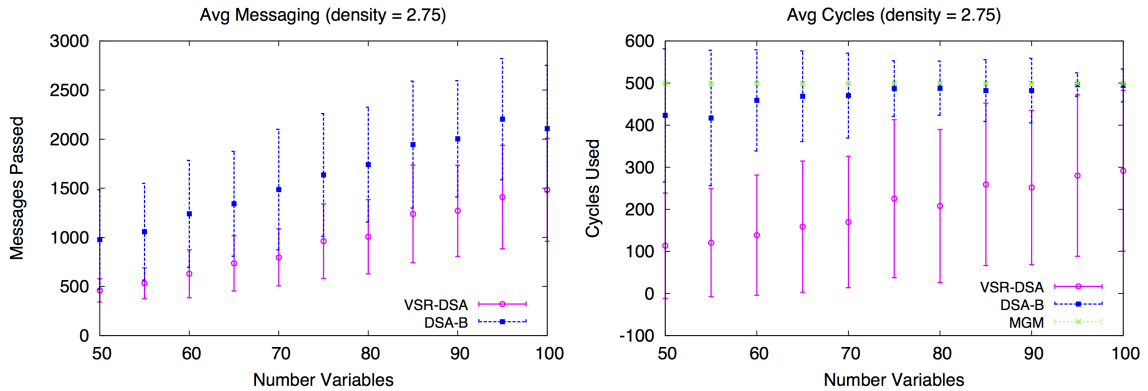 Avg Messaging (density = 2.75)
3000
2500
2000
1500
1000
500
0
Messages Passed
VSR-DSA
DSA-B
50 60 70 80 90 100
Number Variables
Avg Cycles (density = 2.75)
600
500
400
300
200
100
0
-100
Cycles Used
VSR-DSA
DSA-B
MGM
50 60 70 80 90 100
Number Variables